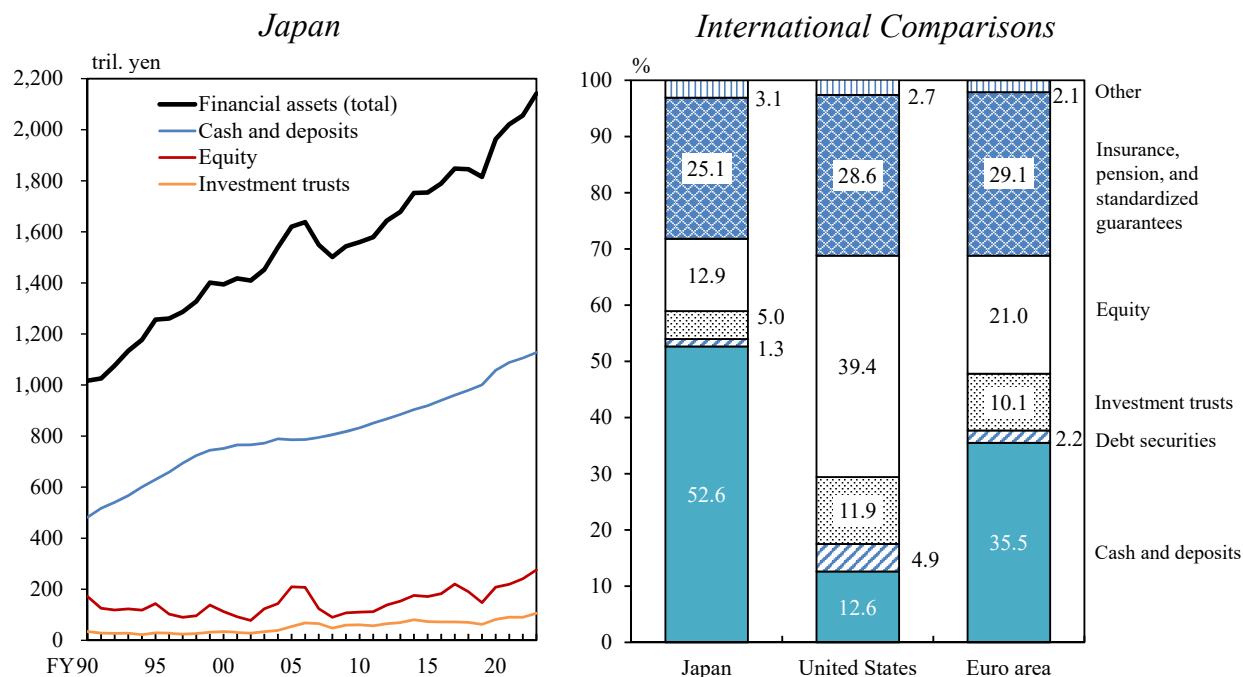 Japan
tril. yen
2,200
2,000
1,800
1,600
1,400
1,200
1,000
800
600
400
200
0
Financial assets (total)
Cash and deposits
Equity
Investment trusts
FY90 95 00 05 10 15 20
International Comparisons
%
100
90
80
70
60
50
40
30
20
10
0
3.1
25.1
12.9
5.0
1.3
52.6
2.7
28.6
39.4
11.9
4.9
12.6
2.1
29.1
21.0
10.1
2.2
35.5
Other
Insurance,
pension, and
standardized
guarantees
Equity
Investment trusts
Debt securities
Cash and deposits
Japan United States Euro area